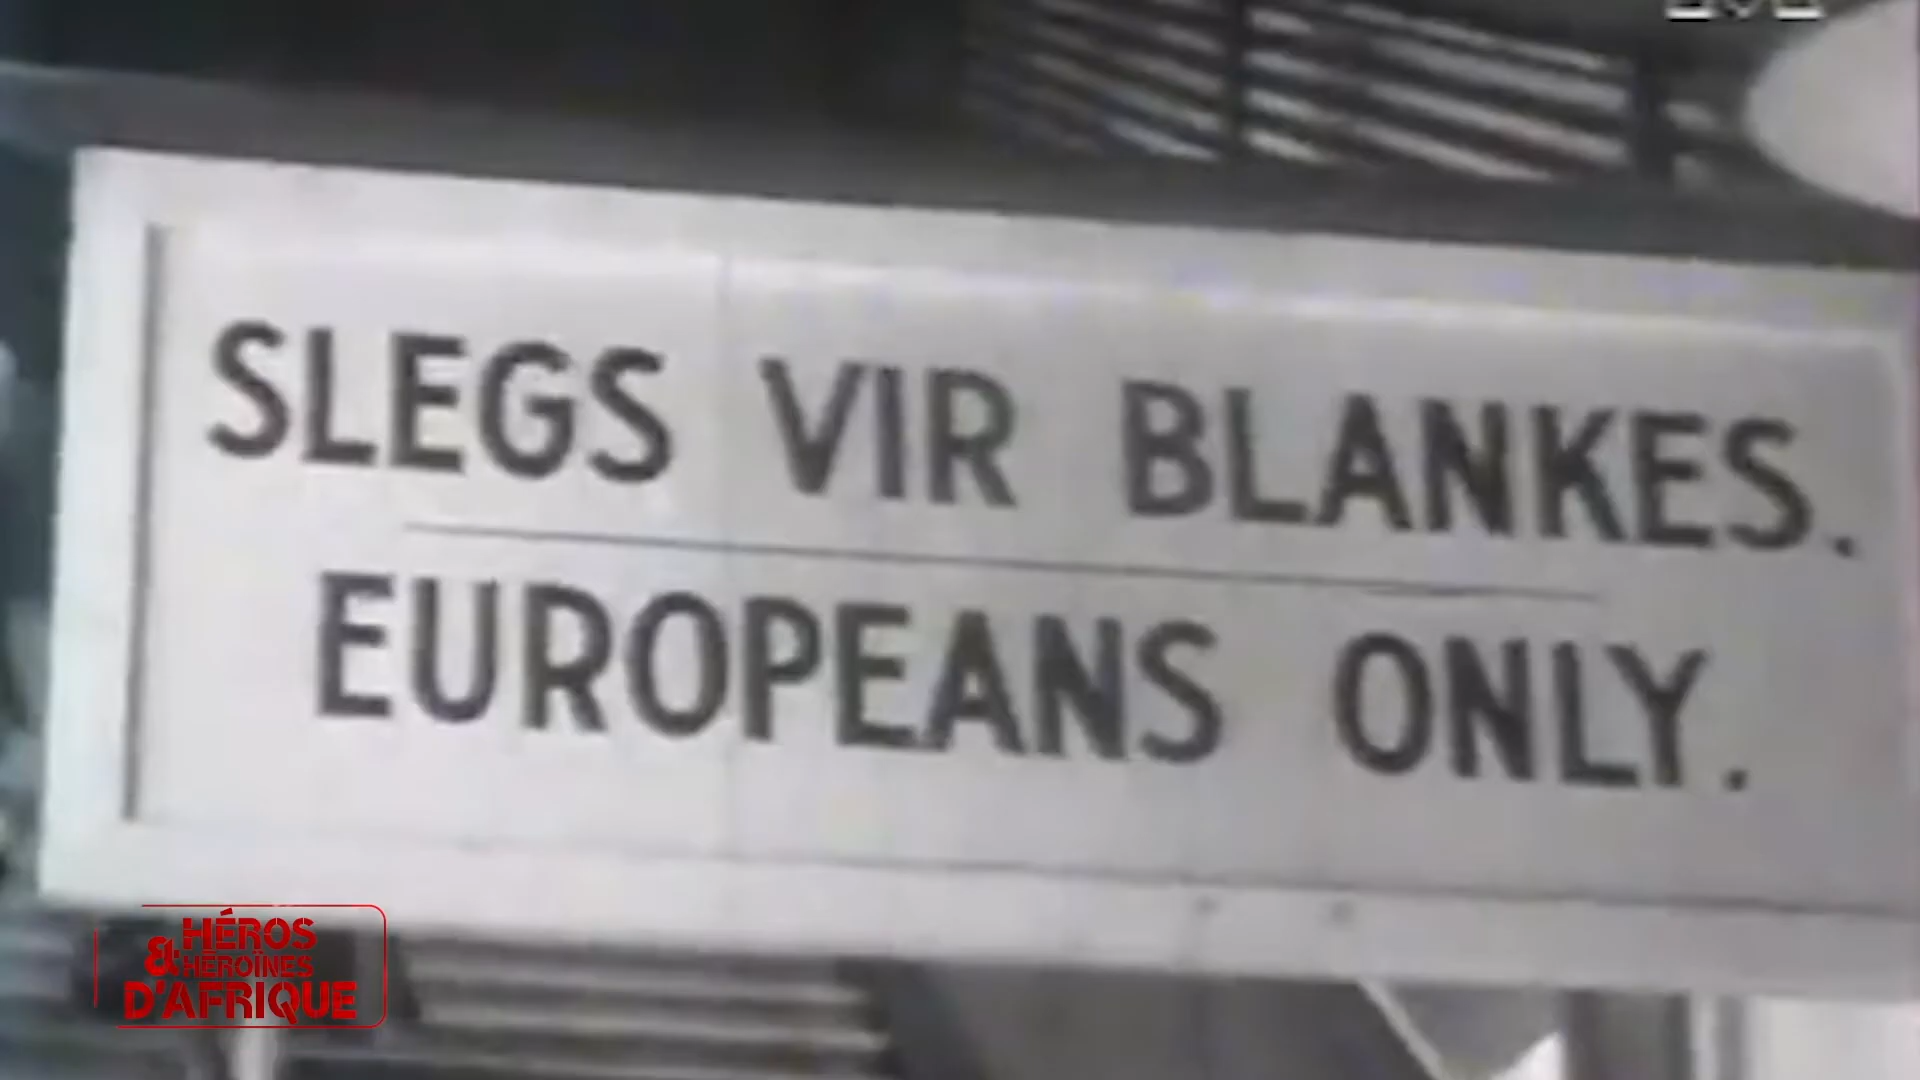 SLEGS VIR BLANKES.
EUROPEANS ONLY.
HÉROS
& HÉROÏNES
D'AFRIQUE